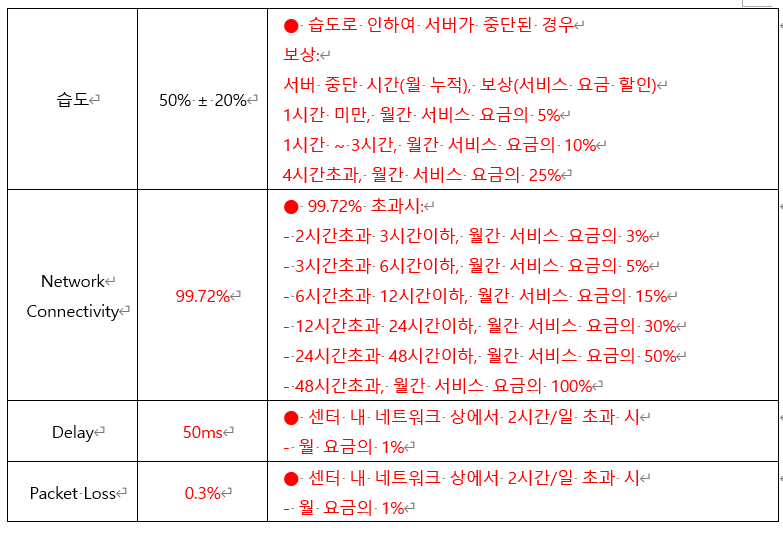 습도
50% ± 20%
● 습도로 인하여 서버가 중단된 경우
보상:
서버 중단 시간(월 누적), 보상(서비스 요금 할인)
1시간 미만, 월간 서비스 요금의 5%
1시간 ~ 3시간, 월간 서비스 요금의 10%
4시간초과, 월간 서비스 요금의 25%
Network
Connectivity
99.72%
● 99.72% 초과시:
- 2시간초과 3시간이하, 월간 서비스 요금의 3%
- 3시간초과 6시간이하, 월간 서비스 요금의 5%
- 6시간초과 12시간이하, 월간 서비스 요금의 15%
- 12시간초과 24시간이하, 월간 서비스 요금의 30%
- 24시간초과 48시간이하, 월간 서비스 요금의 50%
- 48시간초과, 월간 서비스 요금의 100%
Delay
50ms
● 센터 내 네트워크 상에서 2시간/일 초과 시
- 월 요금의 1%
Packet Loss
0.3%
● 센터 내 네트워크 상에서 2시간/일 초과 시
- 월 요금의 1%